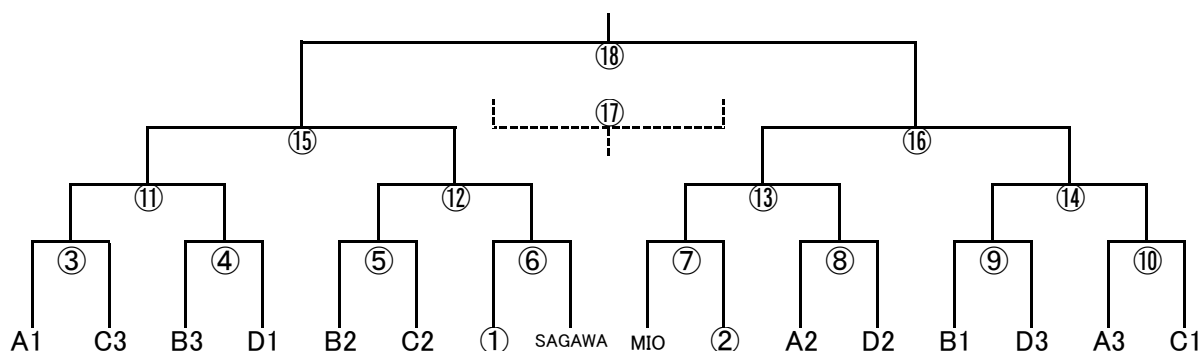 ⑱
⑰
⑮ ⑯
⑪ ⑫ ⑬ ⑭
③ ④ ⑤ ⑥ ⑦ ⑧ ⑨ ⑩
A1 C3 B3 D1 B2 C2 ① SAGAWA MIO ② A2 D2 B1 D3 A3 C1